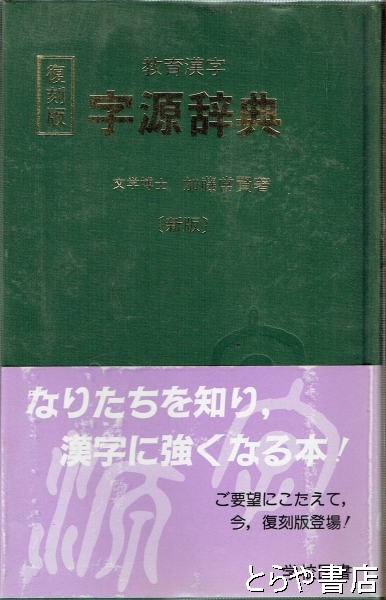 復刻版
教育漢字
字源辞典
文学博士 加藤常賢著
〔新版〕
なりたちを知り,
漢字に強くなる本!
ご要望にこたえて,
今,復刻版登場!
とらや書店